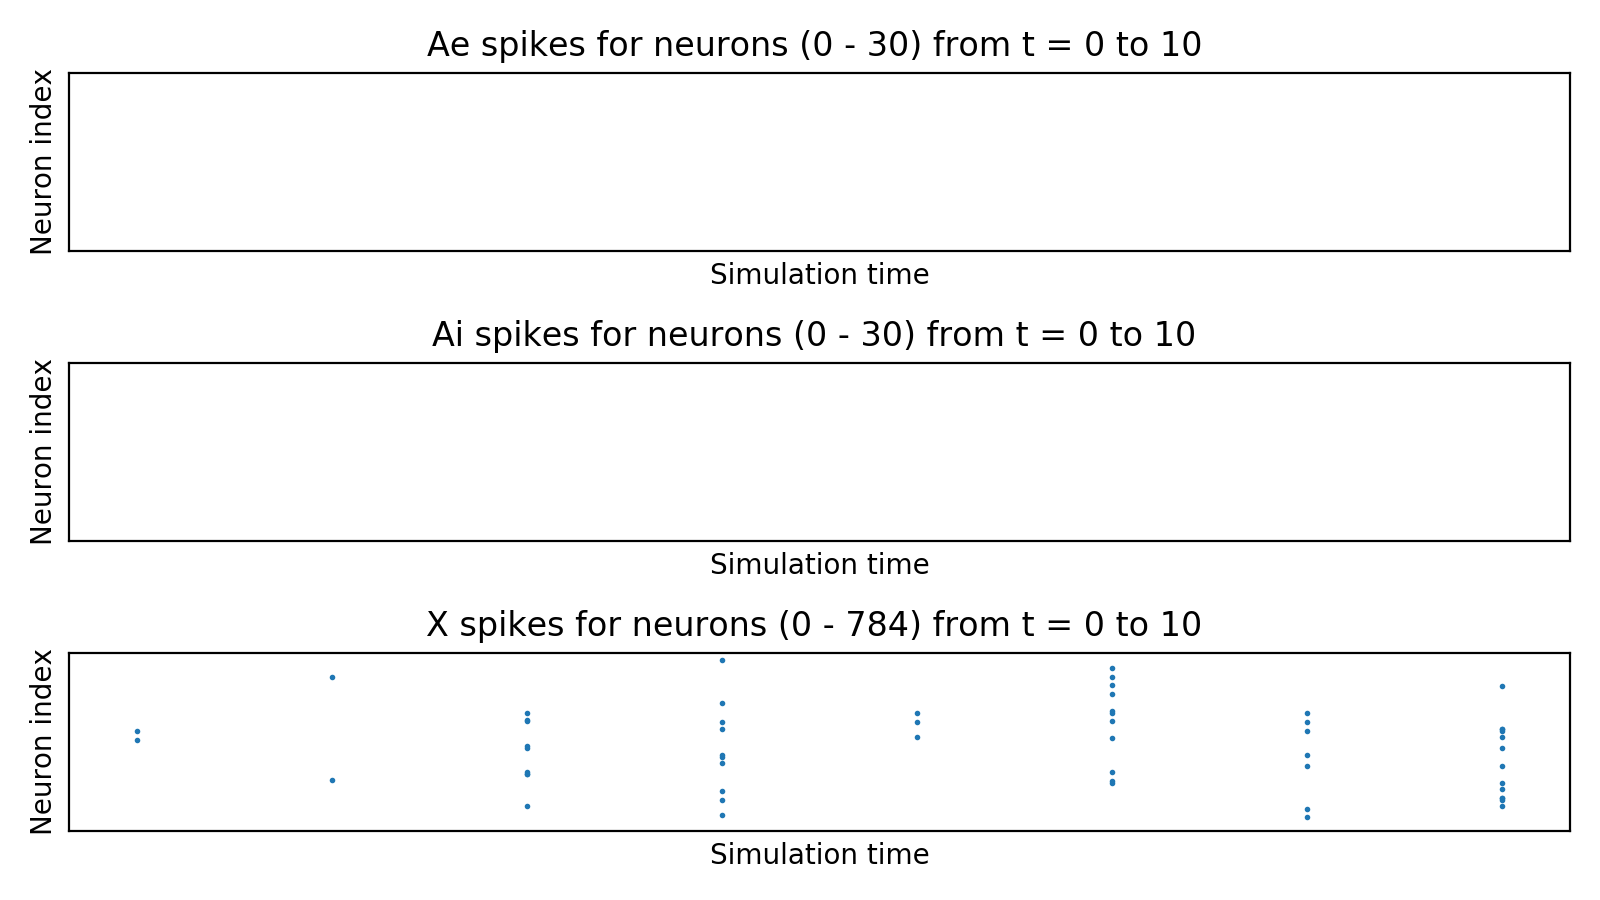 Ae spikes for neurons (0 - 30) from t = 0 to 10
Neuron index
Simulation time
Ai spikes for neurons (0 - 30) from t = 0 to 10
Neuron index
Simulation time
X spikes for neurons (0 - 784) from t = 0 to 10
Neuron index
Simulation time